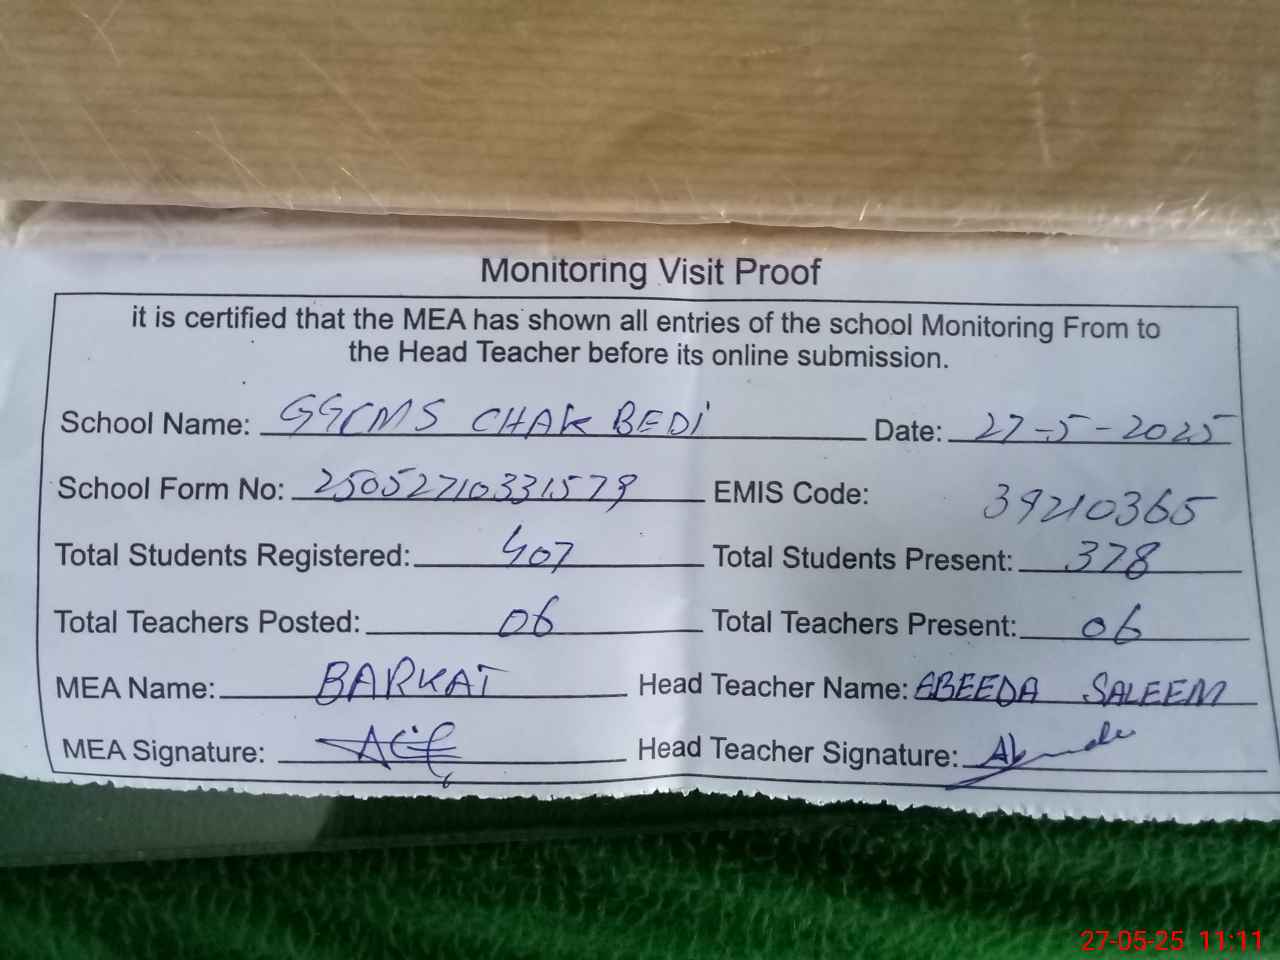 Monitoring Visit Proof
it is certified that the MEA has shown all entries of the school Monitoring From to
the Head Teacher before its online submission.
School Name: GGCMS CHAK BEDI Date: 27-5-2025
School Form No: 25052710331579 EMIS Code: 39210365
Total Students Registered: 407 Total Students Present: 378
Total Teachers Posted: 06 Total Teachers Present: 06
MEA Name: BARKAT Head Teacher Name: EBEEDA SALEEM
MEA Signature: Head Teacher Signature:
27-05-25 11:11